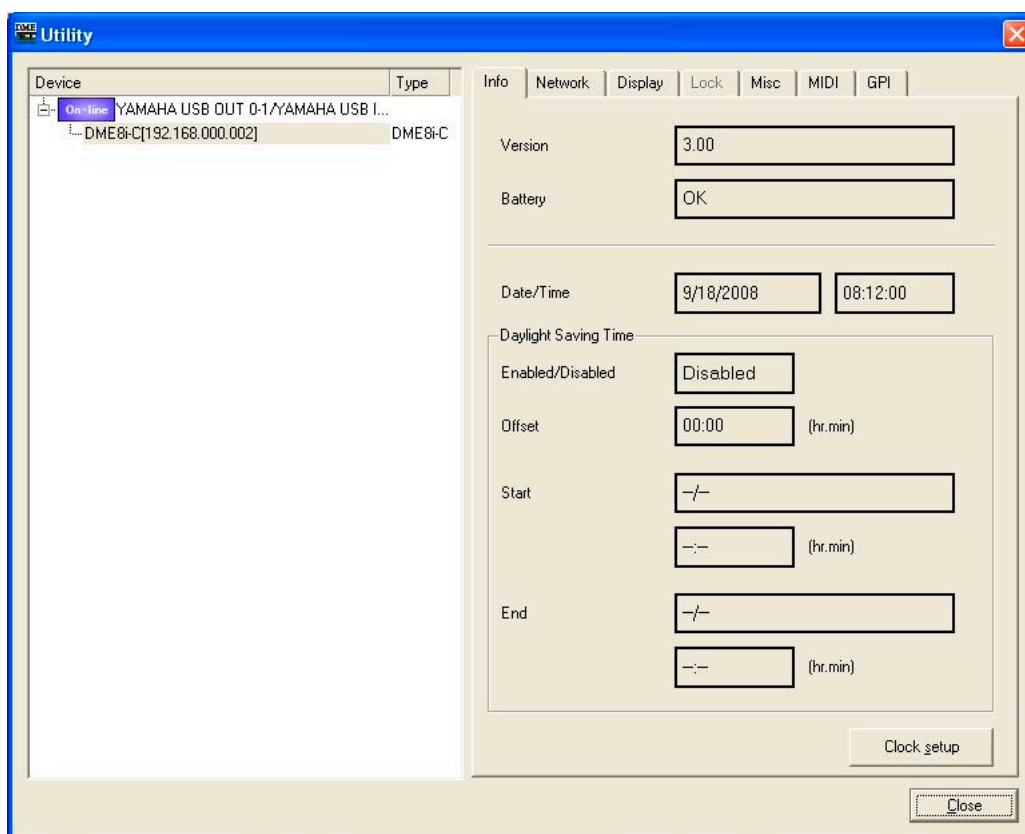 DME Utility
Device Type
On-line YAMAHA USB OUT 0-1/YAMAHA USB I...
DME8i-C[192.168.000.002] DME8i-C
Info Network Display Lock Misc MIDI GPI
Version 3.00
Battery OK
Date/Time 9/18/2008 08:12:00
Daylight Saving Time
Enabled/Disabled Disabled
Offset 00:00 (hr.min)
Start --/--
--:-- (hr.min)
End --/--
--:-- (hr.min)
Clock setup
Close